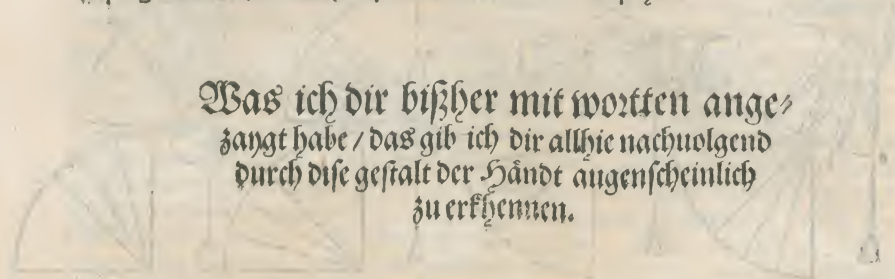 Was ich dir bißher mit wortten ange⸗
zaygt habe / das gib ich dir allhie nachuolgend
durch dise gestalt der Händt augenscheinlich
zu erkhennen.